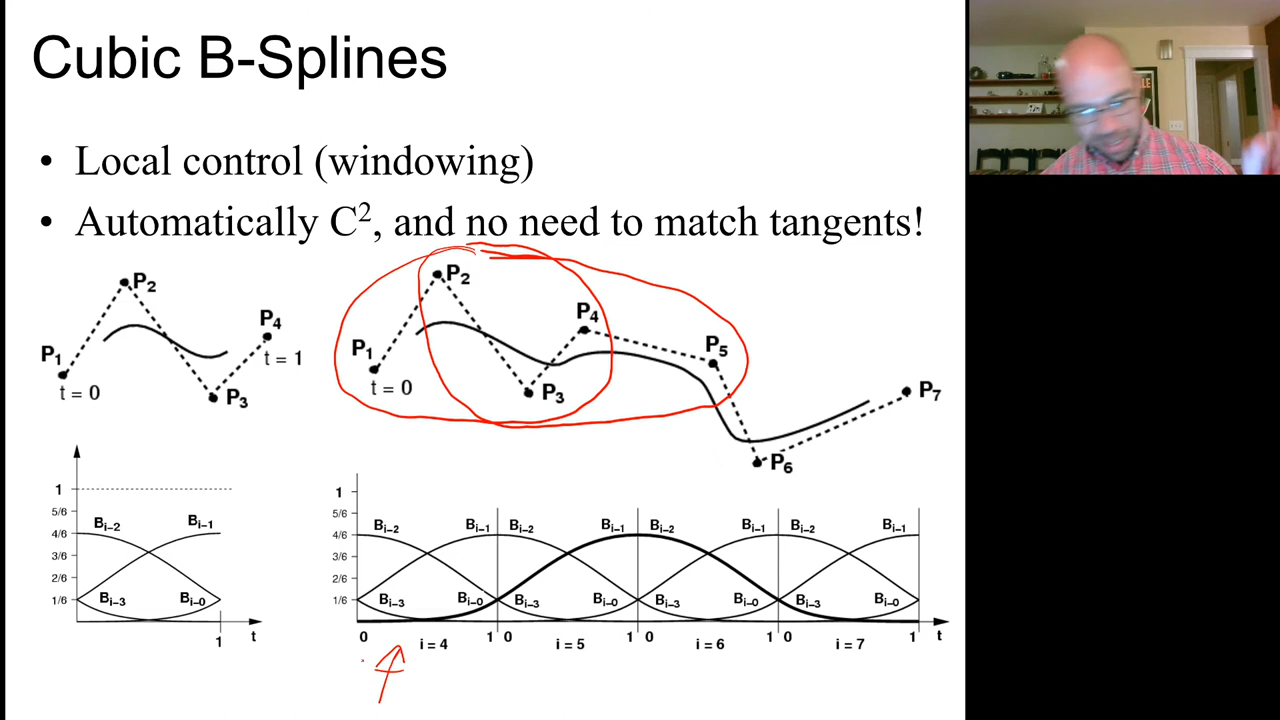 Cubic B-Splines
• Local control (windowing)
• Automatically C², and no need to match tangents!
P₁
t = 0
P₂
P₃
P₄
t = 1
P₁
t = 0
P₂
P₃
P₄
P₅
P₆
P₇
1
5/6
4/6
3/6
2/6
1/6
Bᵢ₋₂
Bᵢ₋₁
Bᵢ₋₃
Bᵢ₋₀
1
t
1
5/6
4/6
3/6
2/6
1/6
Bᵢ₋₂ Bᵢ₋₁ Bᵢ₋₂ Bᵢ₋₁ Bᵢ₋₂ Bᵢ₋₁ Bᵢ₋₂ Bᵢ₋₁
Bᵢ₋₃ Bᵢ₋₀ Bᵢ₋₃ Bᵢ₋₀ Bᵢ₋₃ Bᵢ₋₀ Bᵢ₋₃ Bᵢ₋₀
0 i = 4 1 0 i = 5 1 0 i = 6 1 0 i = 7 1 t